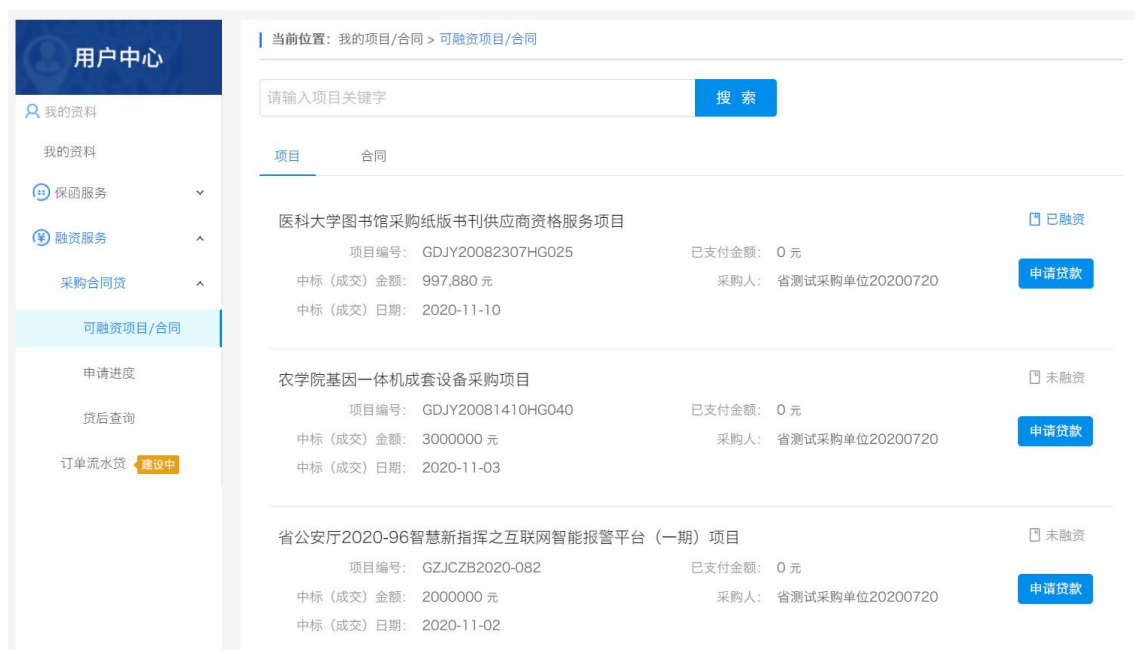 用户中心
我的资料
我的资料
保函服务
融资服务
采购合同贷
可融资项目/合同
申请进度
贷后查询
订单流水贷 建设中
当前位置：我的项目/合同 > 可融资项目/合同
请输入项目关键字 搜 索
项目 合同
医科大学图书馆采购纸版书刊供应商资格服务项目 已融资
项目编号： GDJY20082307HG025 已支付金额： 0 元
申请贷款
中标（成交）金额： 997,880 元 采购人： 省测试采购单位20200720
中标（成交）日期： 2020-11-10
农学院基因一体机成套设备采购项目 未融资
项目编号： GDJY20081410HG040 已支付金额： 0 元
申请贷款
中标（成交）金额： 3000000 元 采购人： 省测试采购单位20200720
中标（成交）日期： 2020-11-03
省公安厅2020-96智慧新指挥之互联网智能报警平台（一期）项目 未融资
项目编号： GZJCZB2020-082 已支付金额： 0 元
申请贷款
中标（成交）金额： 2000000 元 采购人： 省测试采购单位20200720
中标（成交）日期： 2020-11-02